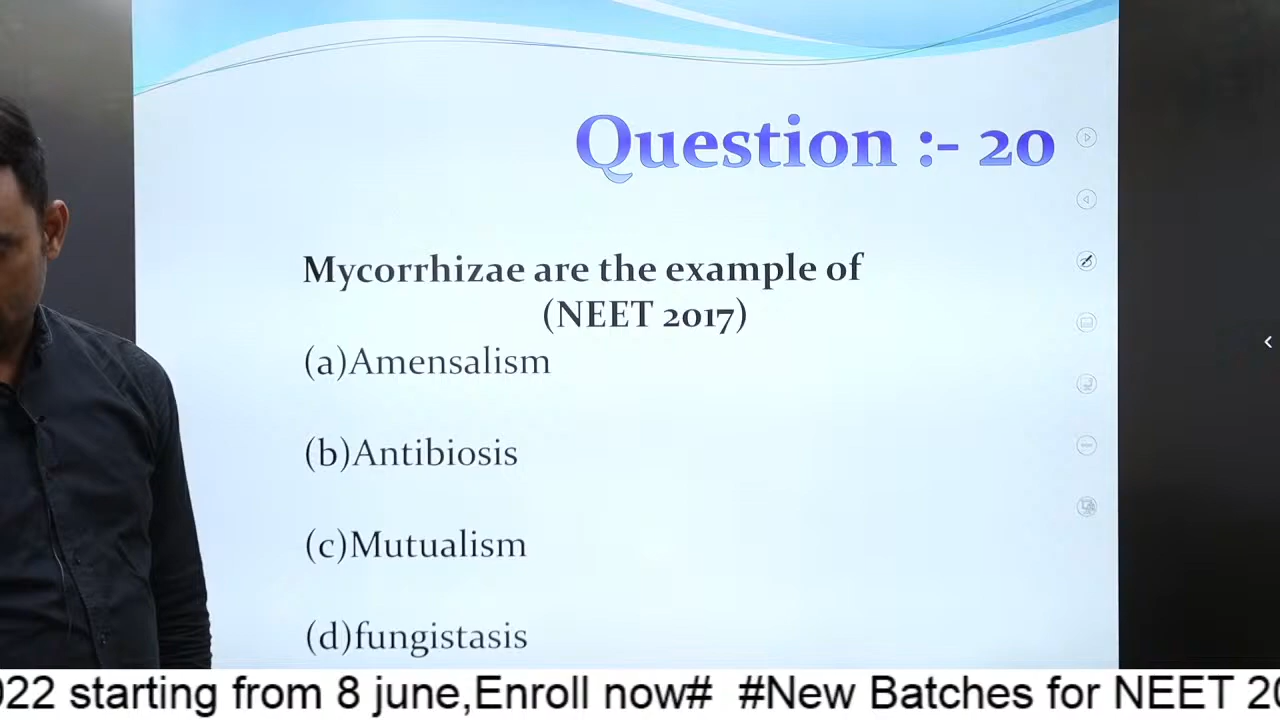 Question :- 20
Mycorrhizae are the example of
(NEET 2017)
(a)Amensalism
(b)Antibiosis
(c)Mutualism
(d)fungistasis
022 starting from 8 june,Enroll now# #New Batches for NEET 20